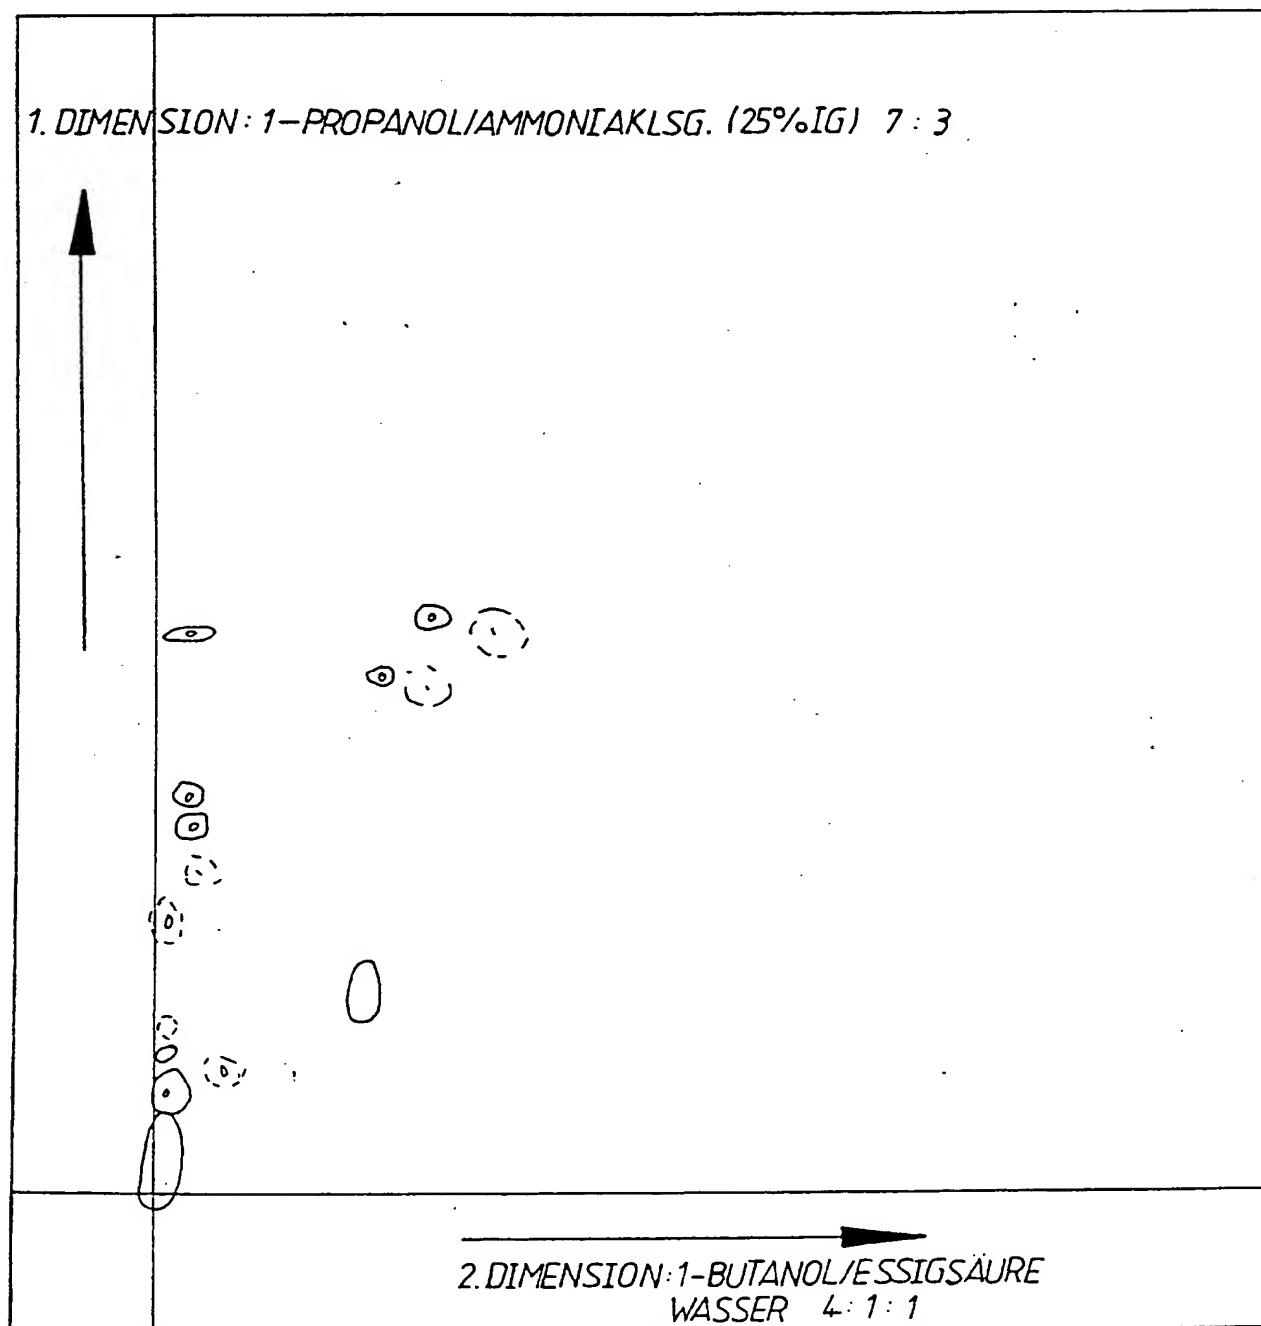 1. DIMENSION: 1-PROPANOL/AMMONIAKLSG. (25%IG) 7:3
2. DIMENSION: 1-BUTANOL/ESSIGSÄURE
WASSER 4:1:1